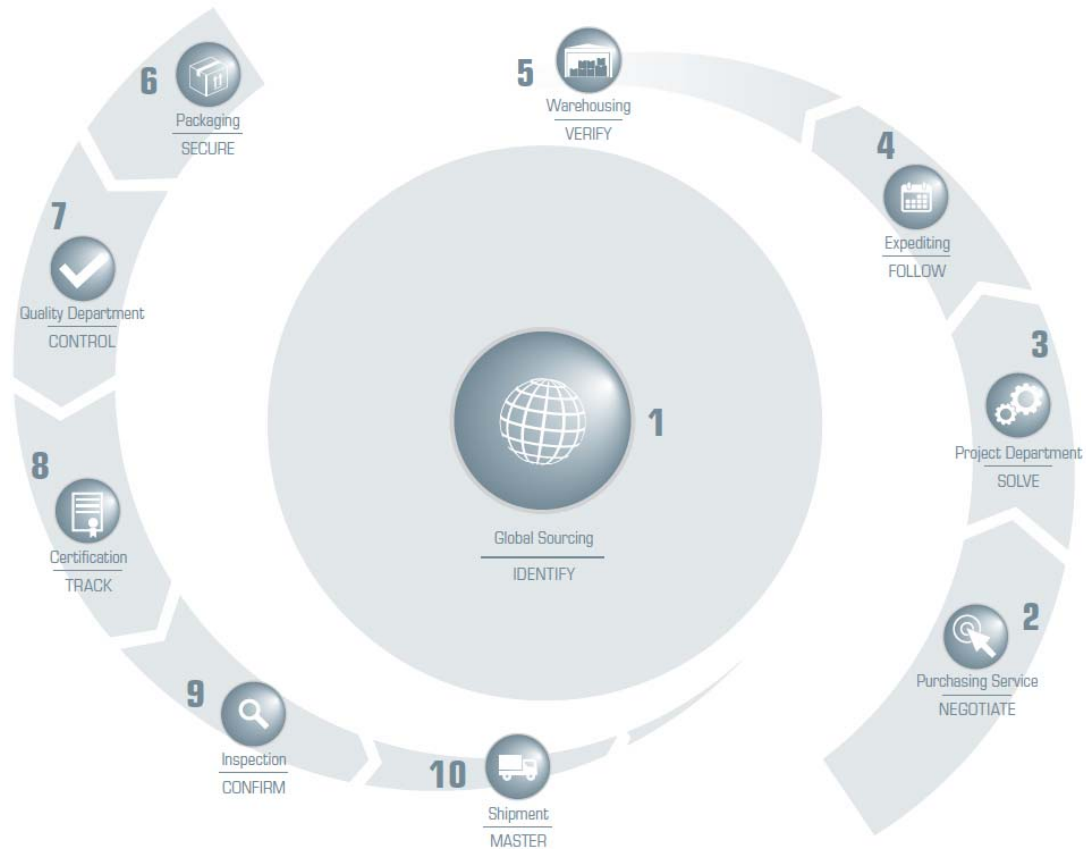 1
Global Sourcing
IDENTIFY
2
Purchasing Service
NEGOTIATE
3
Project Department
SOLVE
4
Expediting
FOLLOW
5
Warehousing
VERIFY
6
Packaging
SECURE
7
Quality Department
CONTROL
8
Certification
TRACK
9
Inspection
CONFIRM
10
Shipment
MASTER